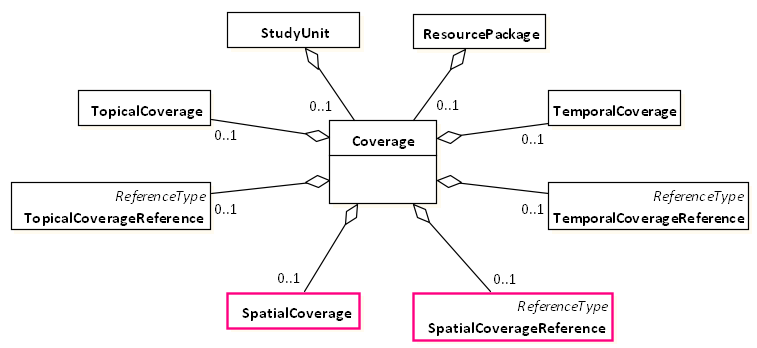 StudyUnit
ResourcePackage
0..1
0..1
TopicalCoverage
TemporalCoverage
0..1
0..1
Coverage
ReferenceType
TopicalCoverageReference
0..1
ReferenceType
TemporalCoverageReference
0..1
0..1
0..1
SpatialCoverage
ReferenceType
SpatialCoverageReference